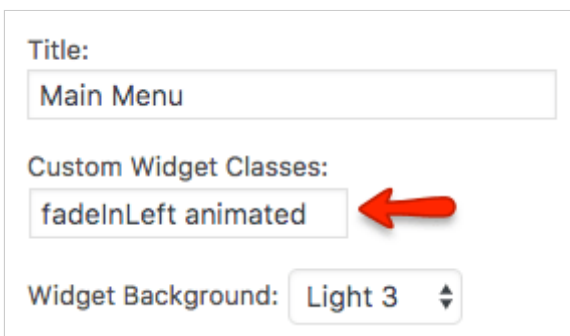 Title:
Main Menu
Custom Widget Classes:
fadeInLeft animated
Widget Background: Light 3